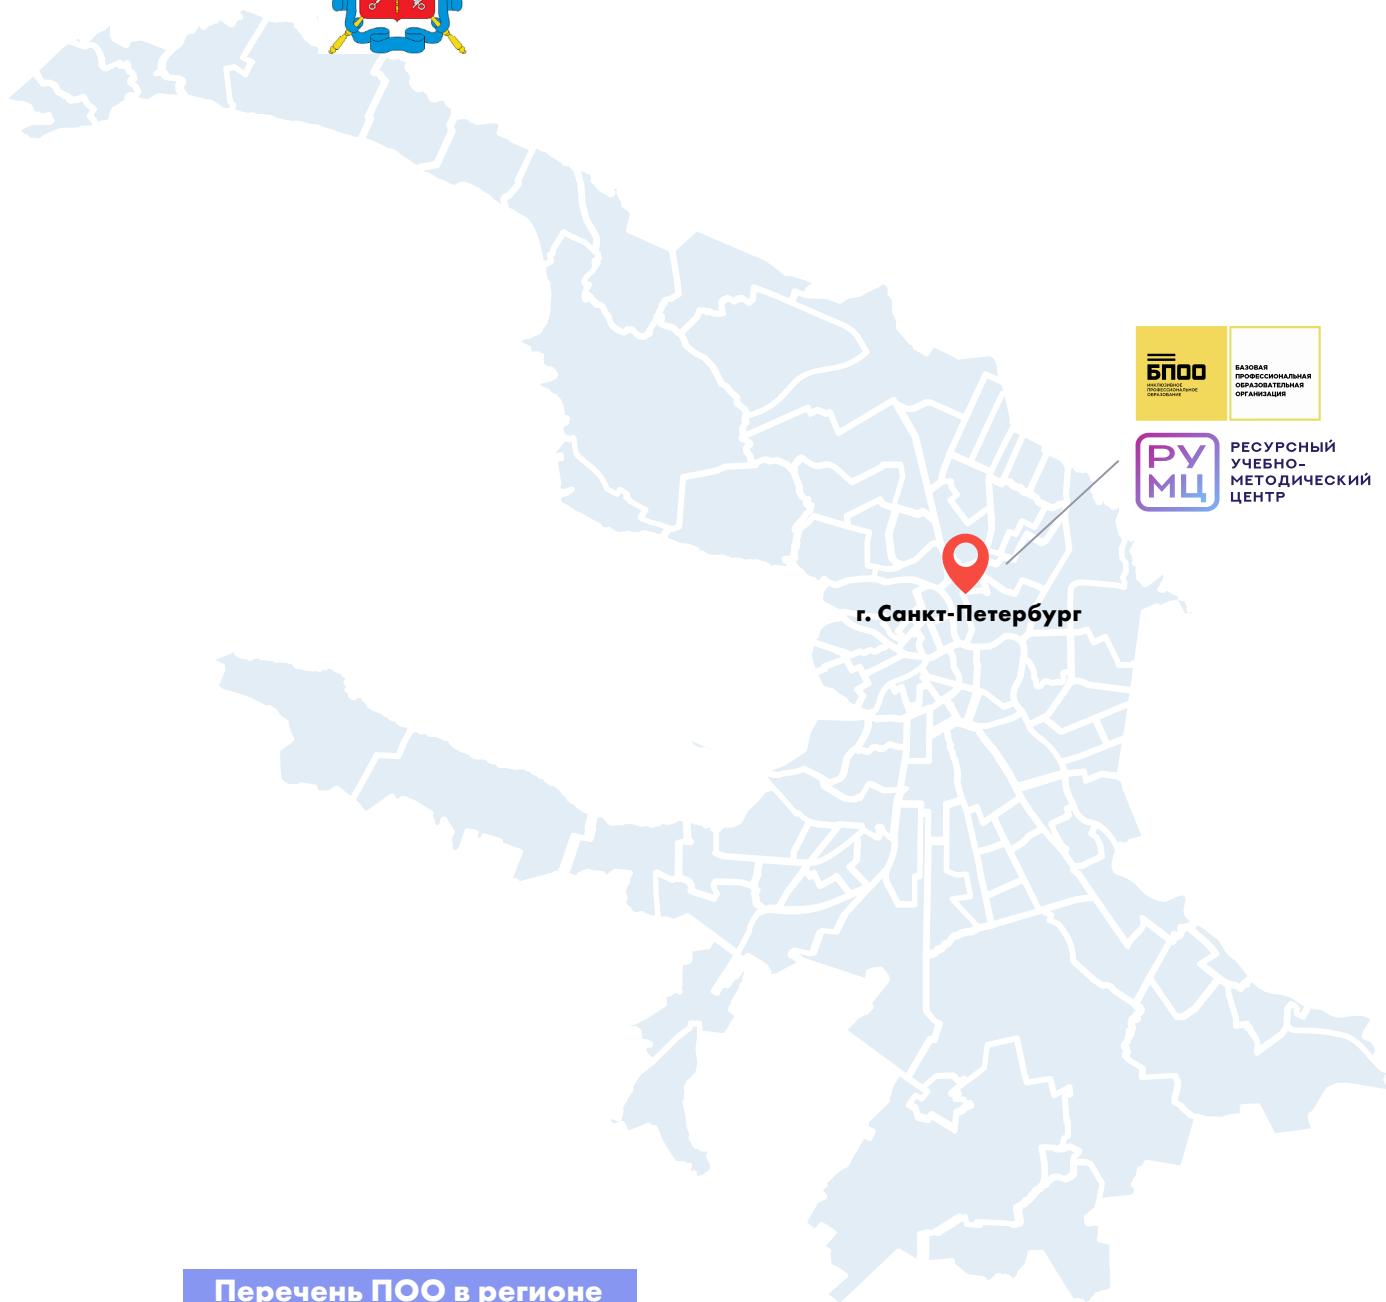 БПОО
ИНКЛЮЗИВНОЕ
ПРОФЕССИОНАЛЬНОЕ
ОБРАЗОВАНИЕ
БАЗОВАЯ
ПРОФЕССИОНАЛЬНАЯ
ОБРАЗОВАТЕЛЬНАЯ
ОРГАНИЗАЦИЯ
РУ
МЦ
РЕСУРСНЫЙ
УЧЕБНО-
МЕТОДИЧЕСКИЙ
ЦЕНТР
г. Санкт-Петербург
Перечень ПОО в регионе